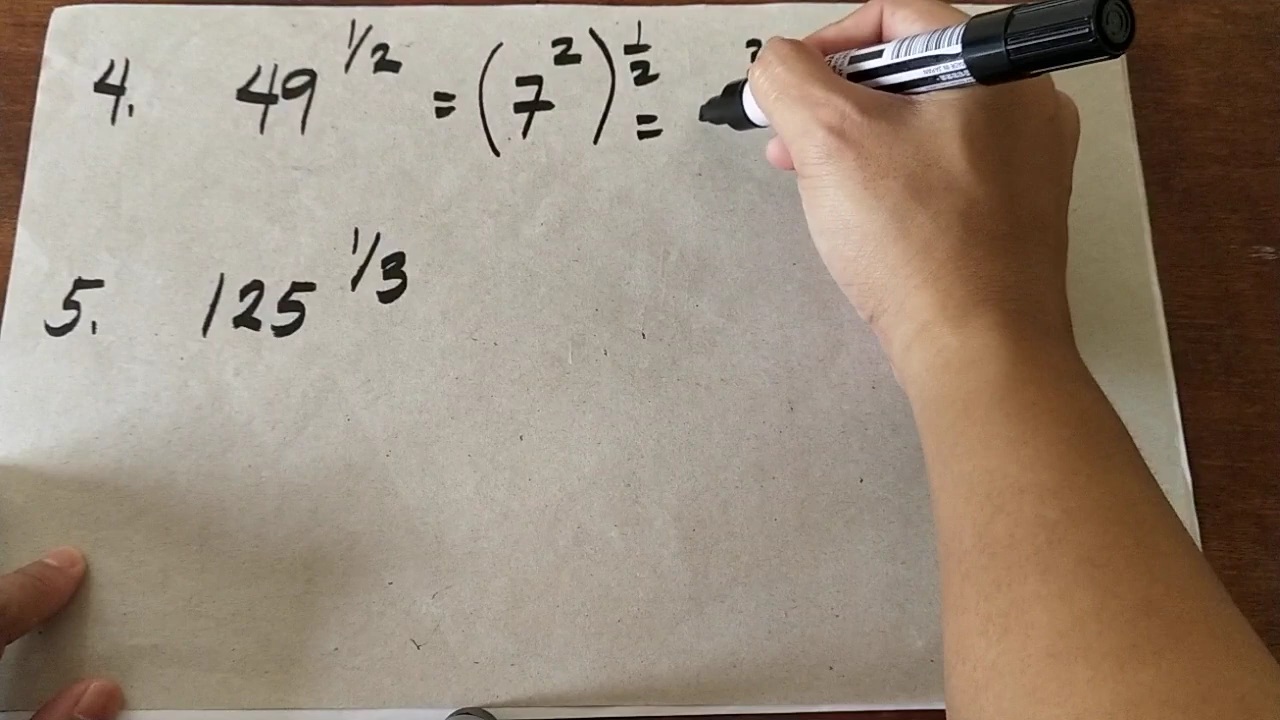 4. 49^1/2 = (7^2)^1/2 =
5. 125^1/3